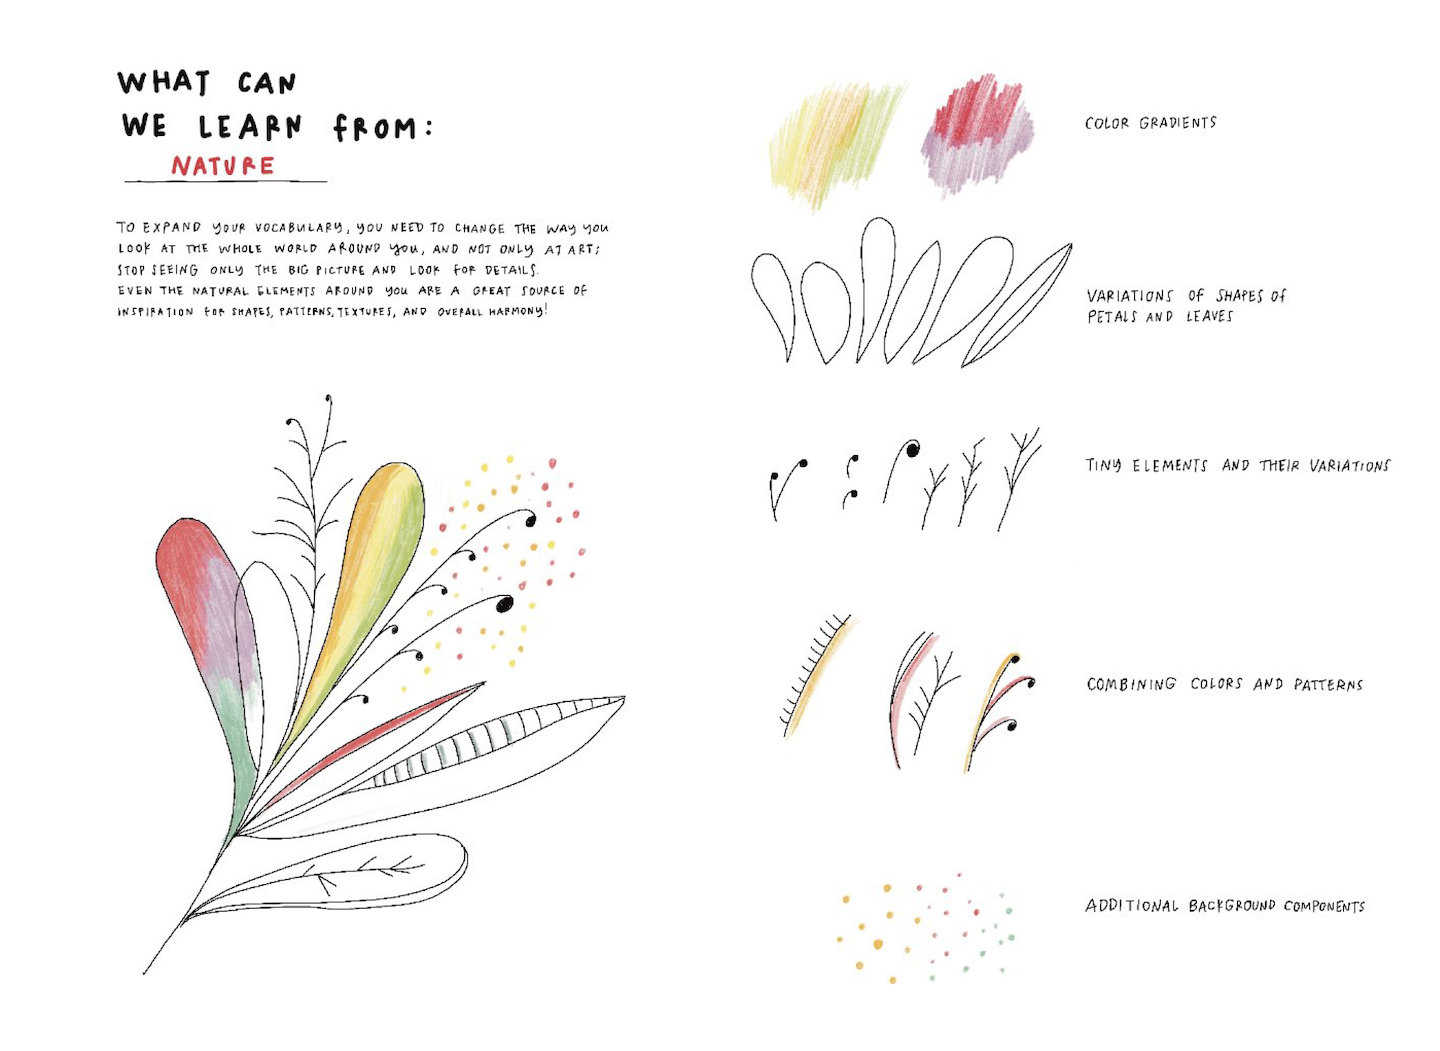 WHAT CAN
WE LEARN FROM:
NATURE
TO EXPAND YOUR VOCABULARY, YOU NEED TO CHANGE THE WAY YOU
LOOK AT THE WHOLE WORLD AROUND YOU, AND NOT ONLY AT ART;
STOP SEEING ONLY THE BIG PICTURE AND LOOK FOR DETAILS.
EVEN THE NATURAL ELEMENTS AROUND YOU ARE A GREAT SOURCE OF
INSPIRATION FOR SHAPES, PATTERNS, TEXTURES, AND OVERALL HARMONY!
COLOR GRADIENTS
VARIATIONS OF SHAPES OF
PETALS AND LEAVES
TINY ELEMENTS AND THEIR VARIATIONS
COMBINING COLORS AND PATTERNS
ADDITIONAL BACKGROUND COMPONENTS